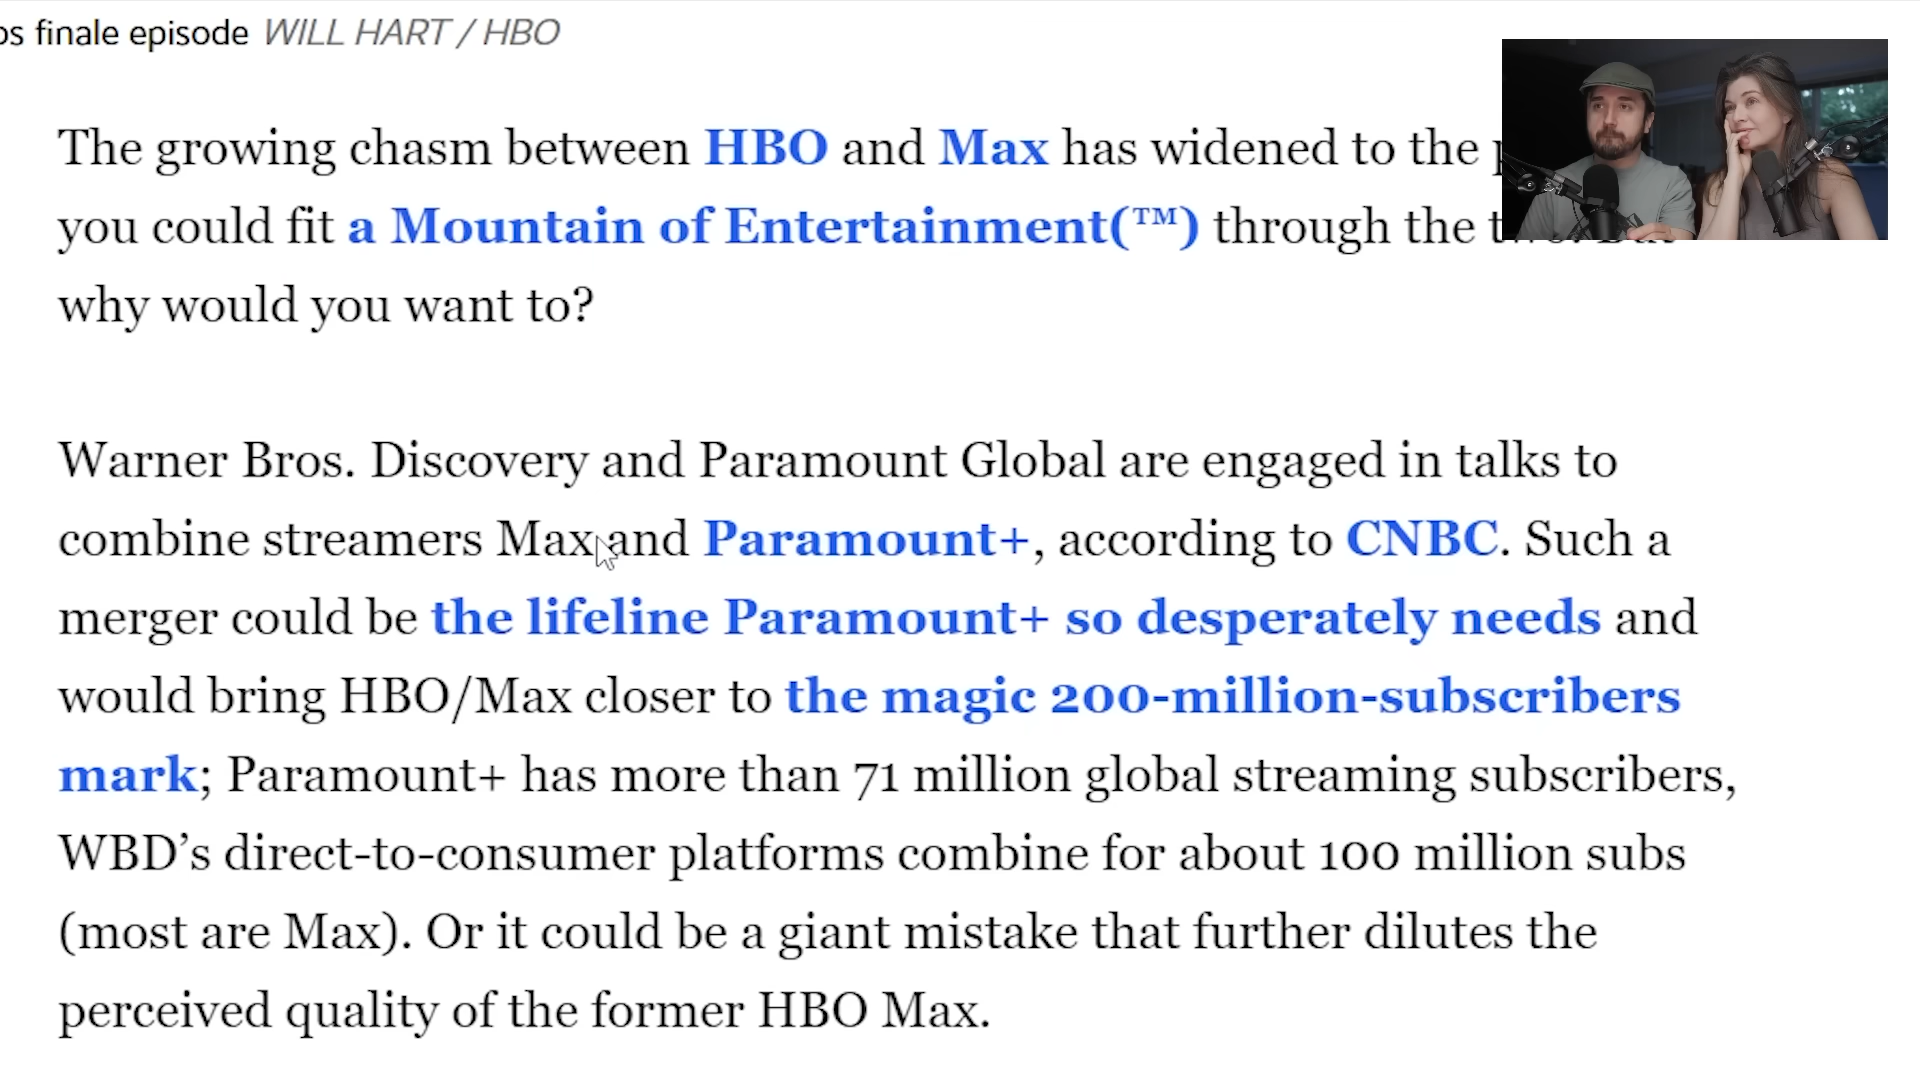 finale episode WILL HART / HBO
The growing chasm between HBO and Max has widened to the
you could fit a Mountain of Entertainment(™) through the
why would you want to?
Warner Bros. Discovery and Paramount Global are engaged in talks to
combine streamers Max and Paramount+, according to CNBC. Such a
merger could be the lifeline Paramount+ so desperately needs and
would bring HBO/Max closer to the magic 200-million-subscribers
mark; Paramount+ has more than 71 million global streaming subscribers,
WBD’s direct-to-consumer platforms combine for about 100 million subs
(most are Max). Or it could be a giant mistake that further dilutes the
perceived quality of the former HBO Max.